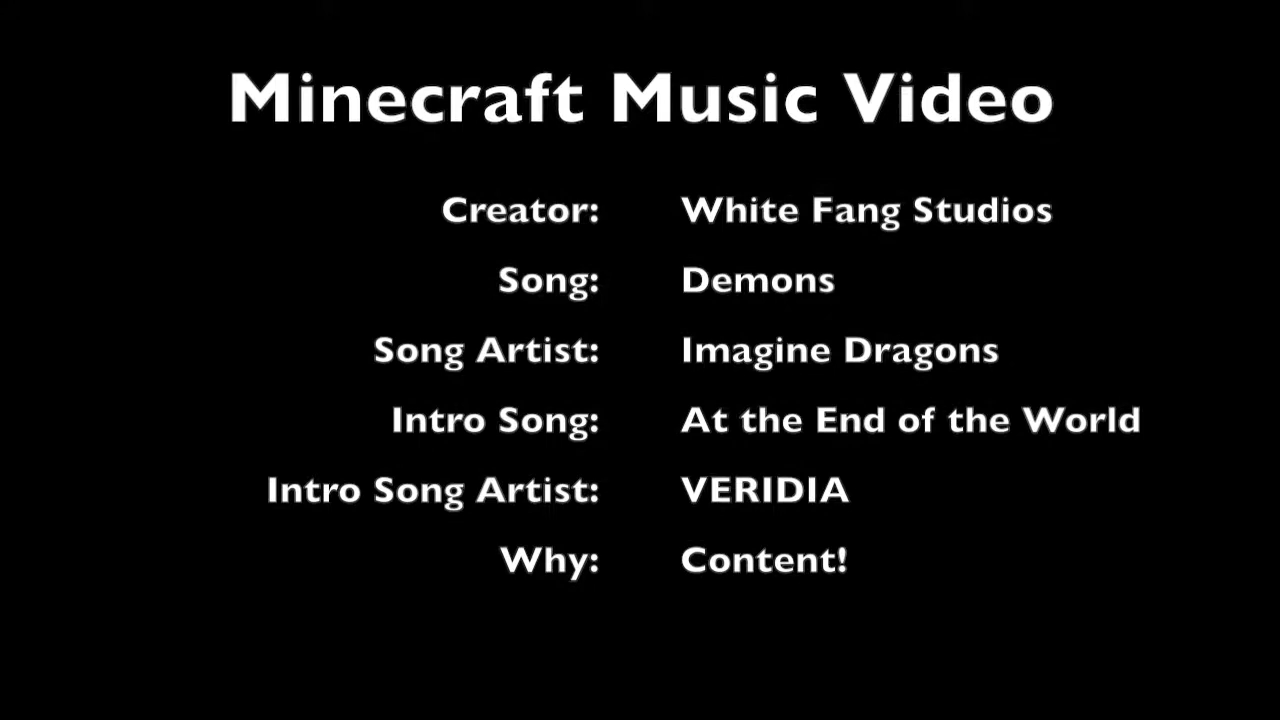 Minecraft Music Video
Creator: White Fang Studios
Song: Demons
Song Artist: Imagine Dragons
Intro Song: At the End of the World
Intro Song Artist: VERIDIA
Why: Content!